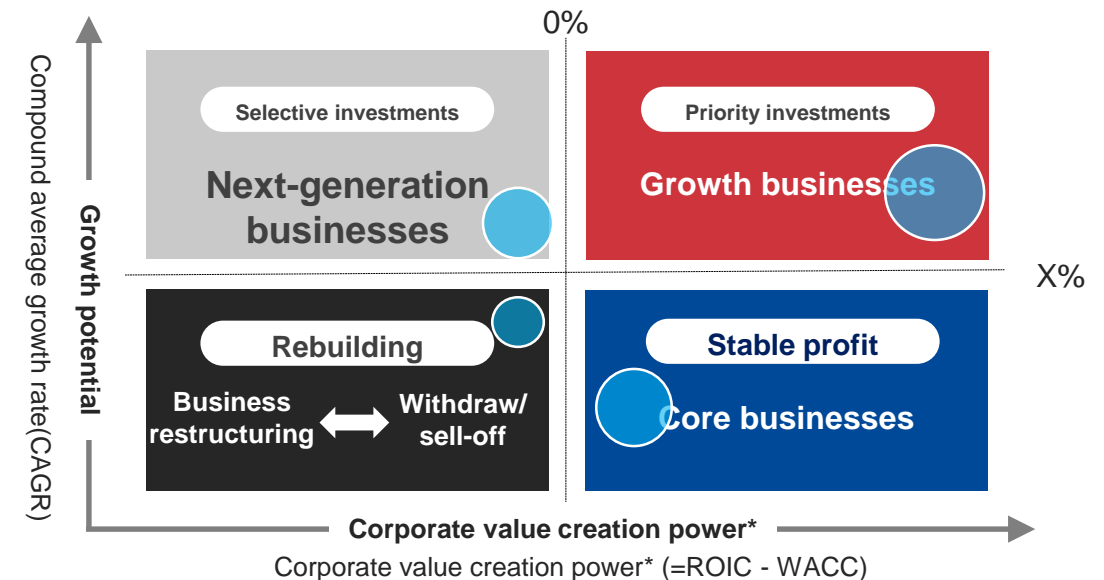 0%
Selective investments
Next-generation
businesses
Priority investments
Growth businesses
X%
Growth potential
Compound average growth rate(CAGR)
Rebuilding
Business
restructuring
Withdraw/
sell-off
Stable profit
Core businesses
Corporate value creation power*
Corporate value creation power* (=ROIC - WACC)